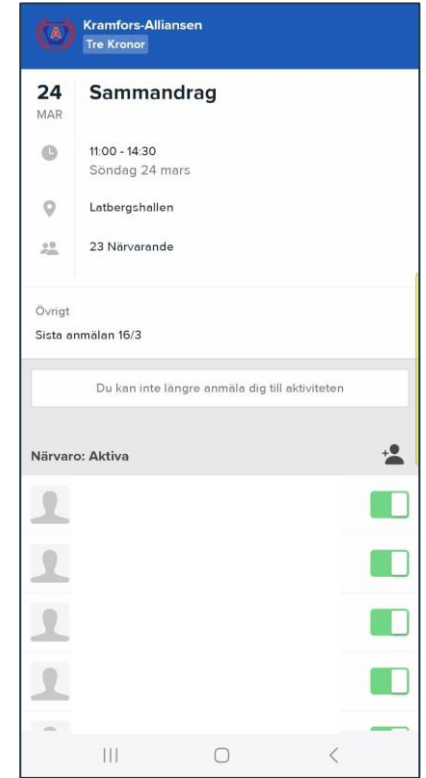 Kramfors-Alliansen
Tre Kronor
24
MAR
Sammandrag
11:00 - 14:30
Söndag 24 mars
Latbergshallen
23 Närvarande
Övrigt
Sista anmälan 16/3
Du kan inte längre anmäla dig till aktiviteten
Närvaro: Aktiva